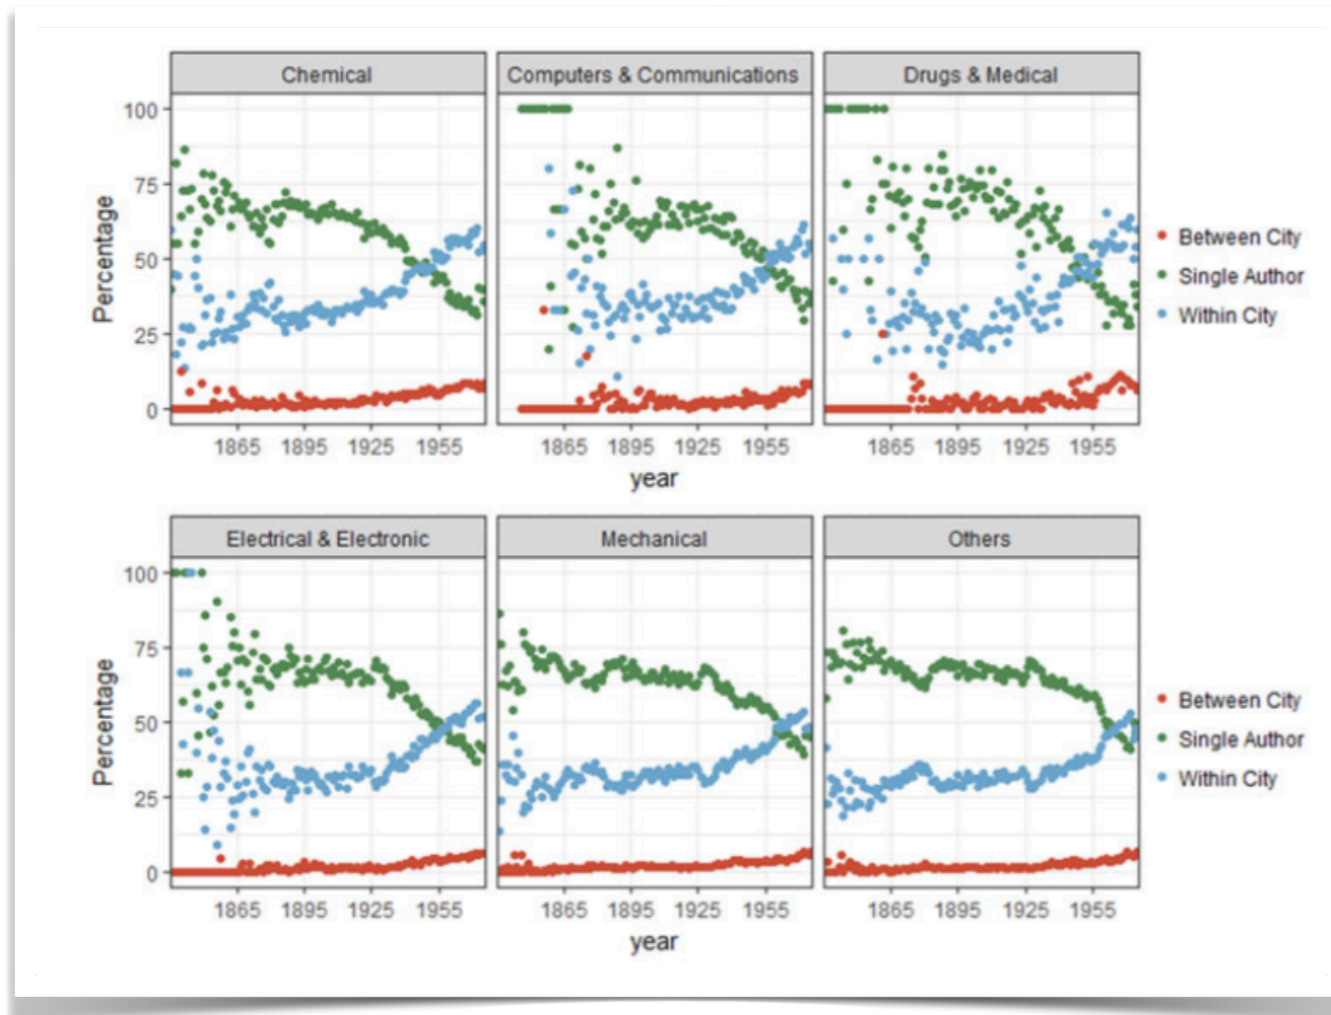 Chemical
Computers & Communications
Drugs & Medical
100
75
50
25
0
Percentage
1865 1895 1925 1955
1865 1895 1925 1955
1865 1895 1925 1955
year
Between City
Single Author
Within City
Electrical & Electronic
Mechanical
Others
100
75
50
25
0
Percentage
1865 1895 1925 1955
1865 1895 1925 1955
1865 1895 1925 1955
year
Between City
Single Author
Within City